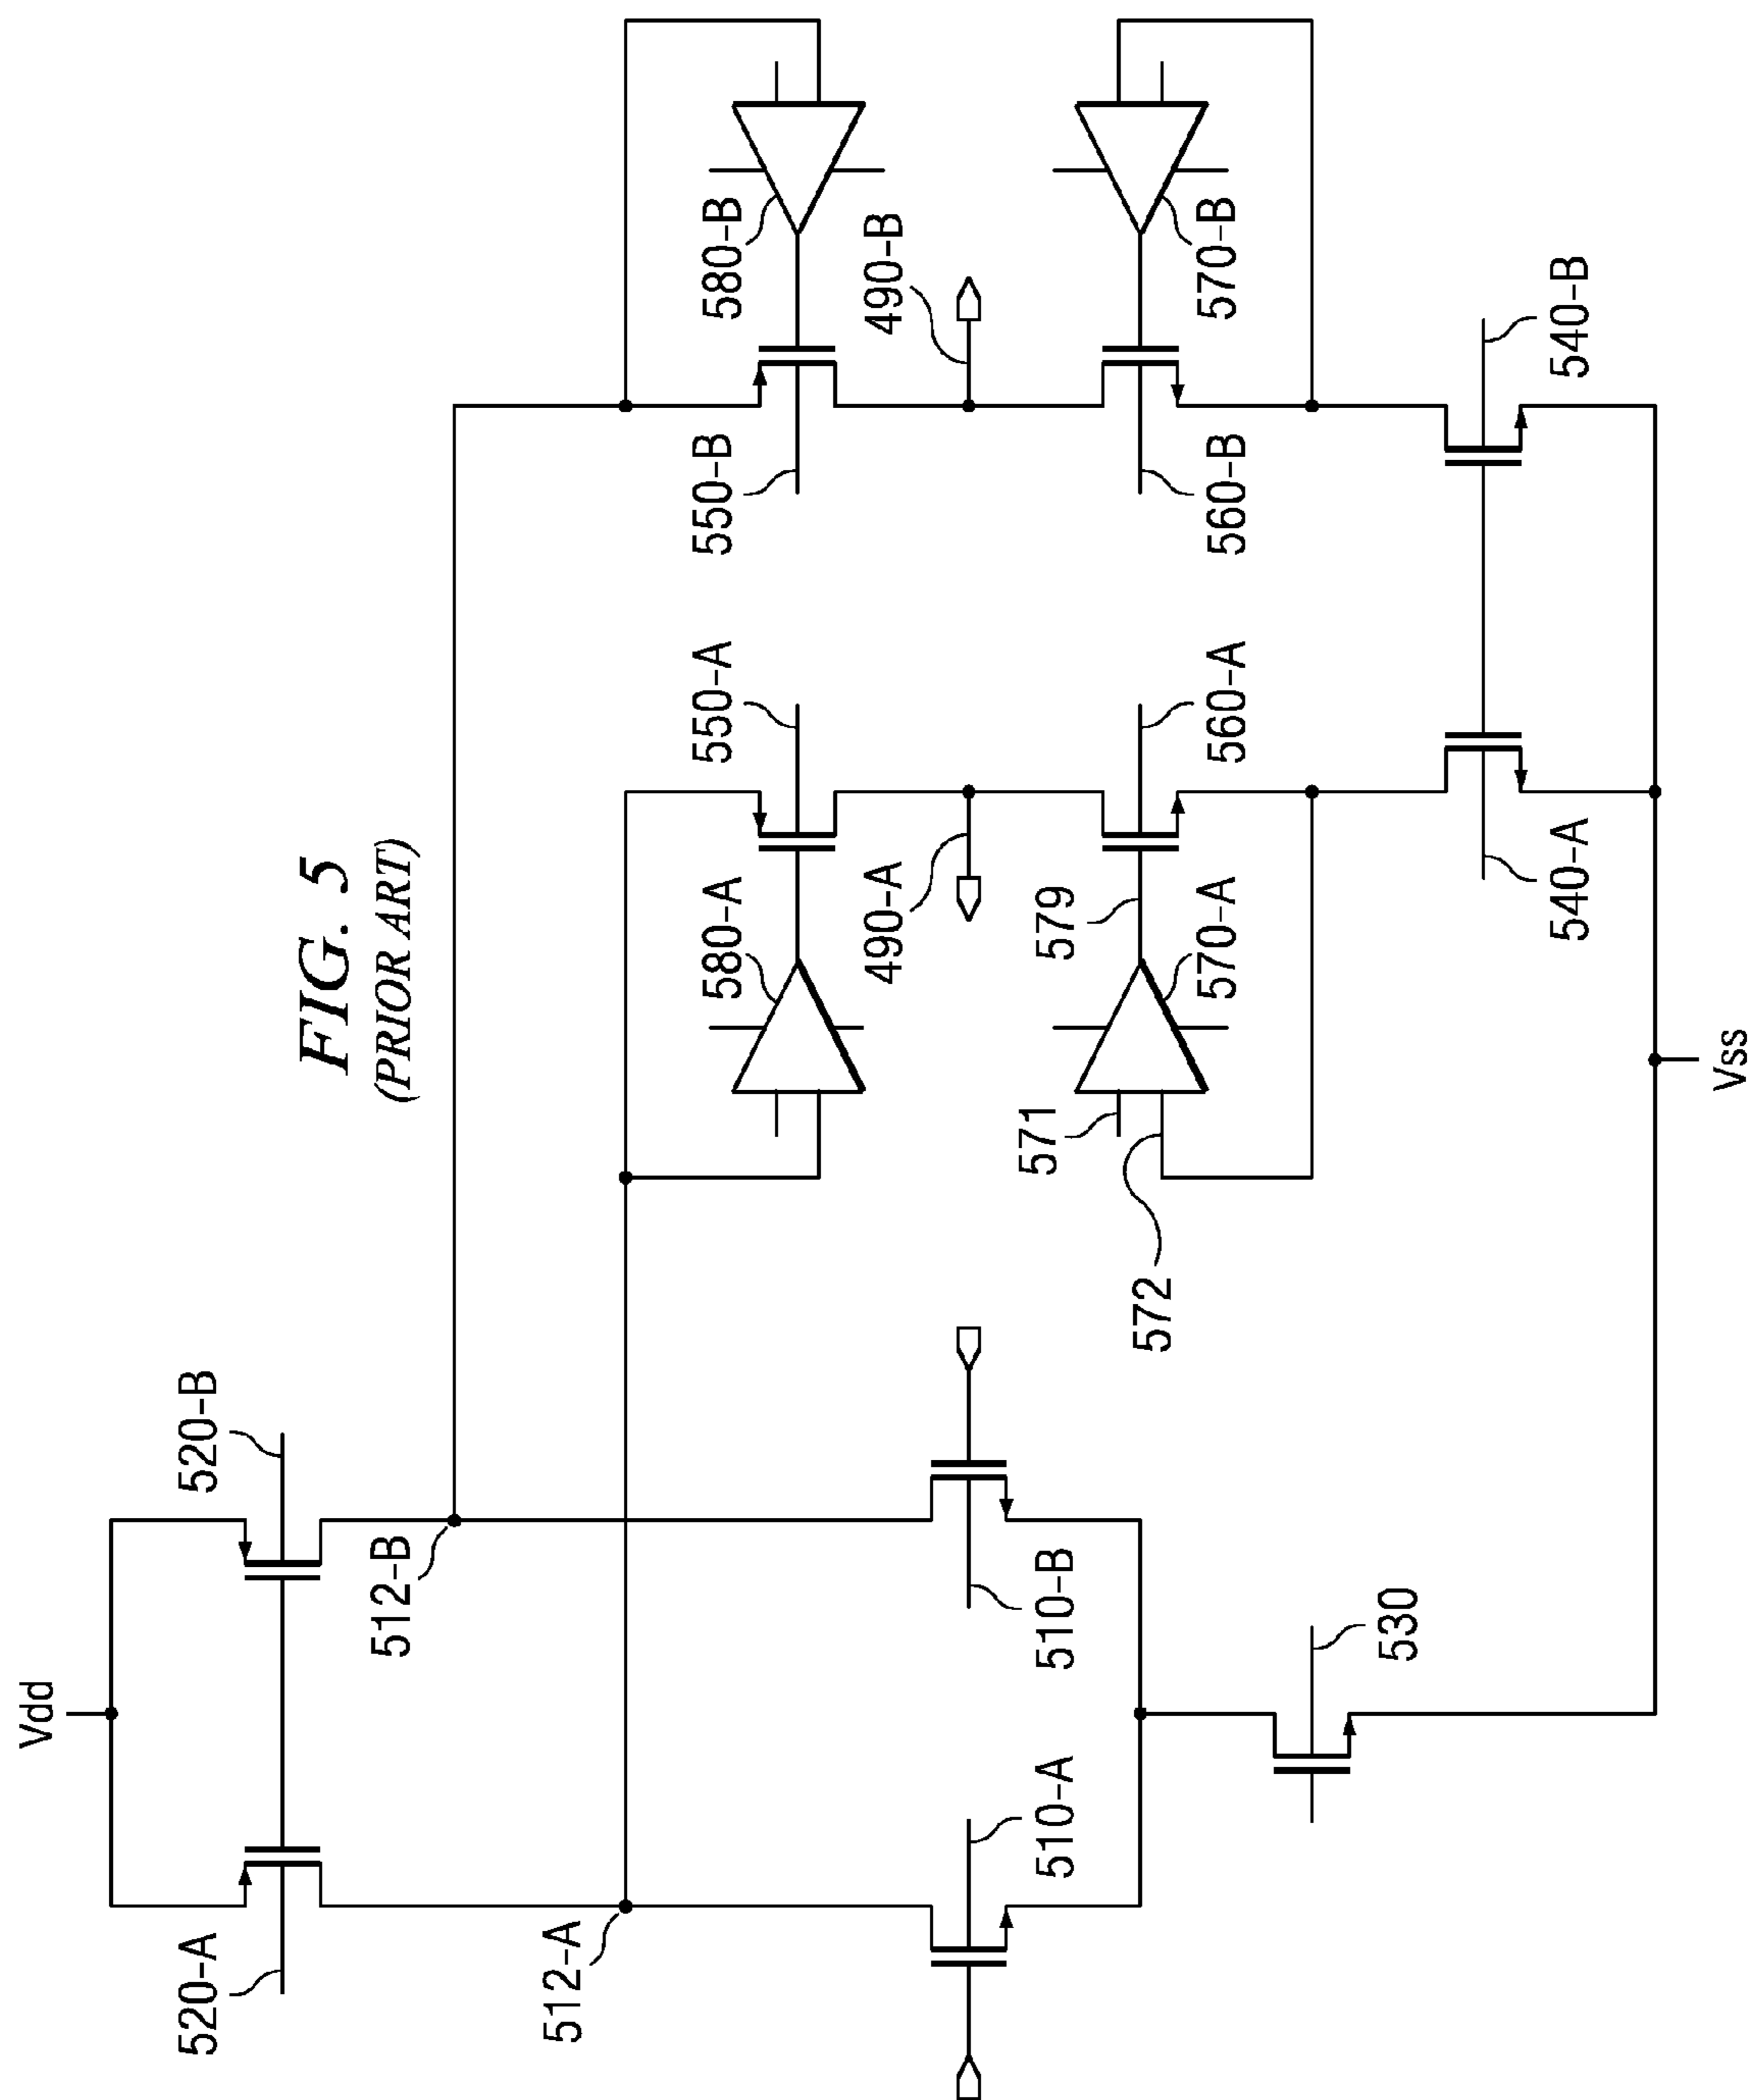 FIG. 5
(PRIOR ART)
Vdd
520-A
520-B
512-B
512-A
510-A
510-B
530
580-A
550-A
490-A
571
579
572
570-A
560-A
540-A
580-B
550-B
490-B
570-B
560-B
540-B
Vss